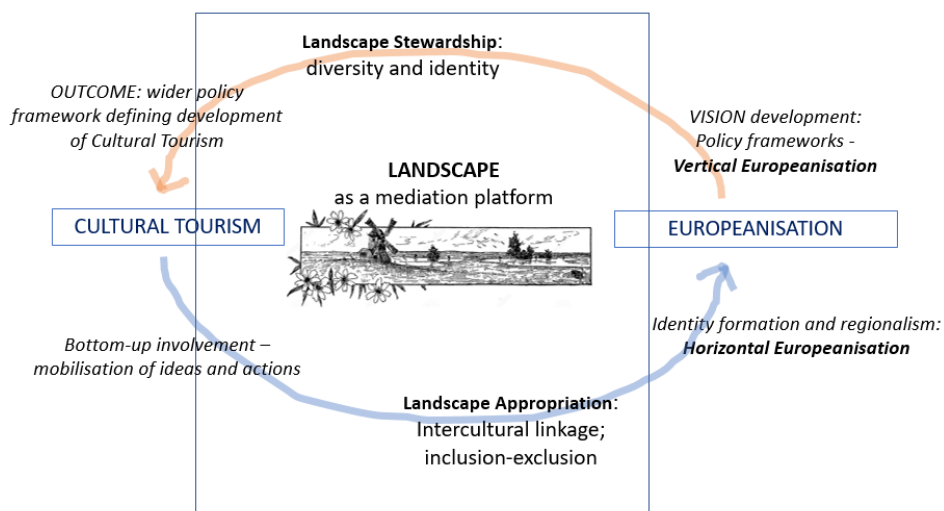 Landscape Stewardship:
diversity and identity
OUTCOME: wider policy
framework defining development
of Cultural Tourism
VISION development:
Policy frameworks -
Vertical Europeanisation
LANDSCAPE
as a mediation platform
CULTURAL TOURISM
EUROPEANISATION
Bottom-up involvement –
mobilisation of ideas and actions
Identity formation and regionalism:
Horizontal Europeanisation
Landscape Appropriation:
Intercultural linkage;
inclusion-exclusion